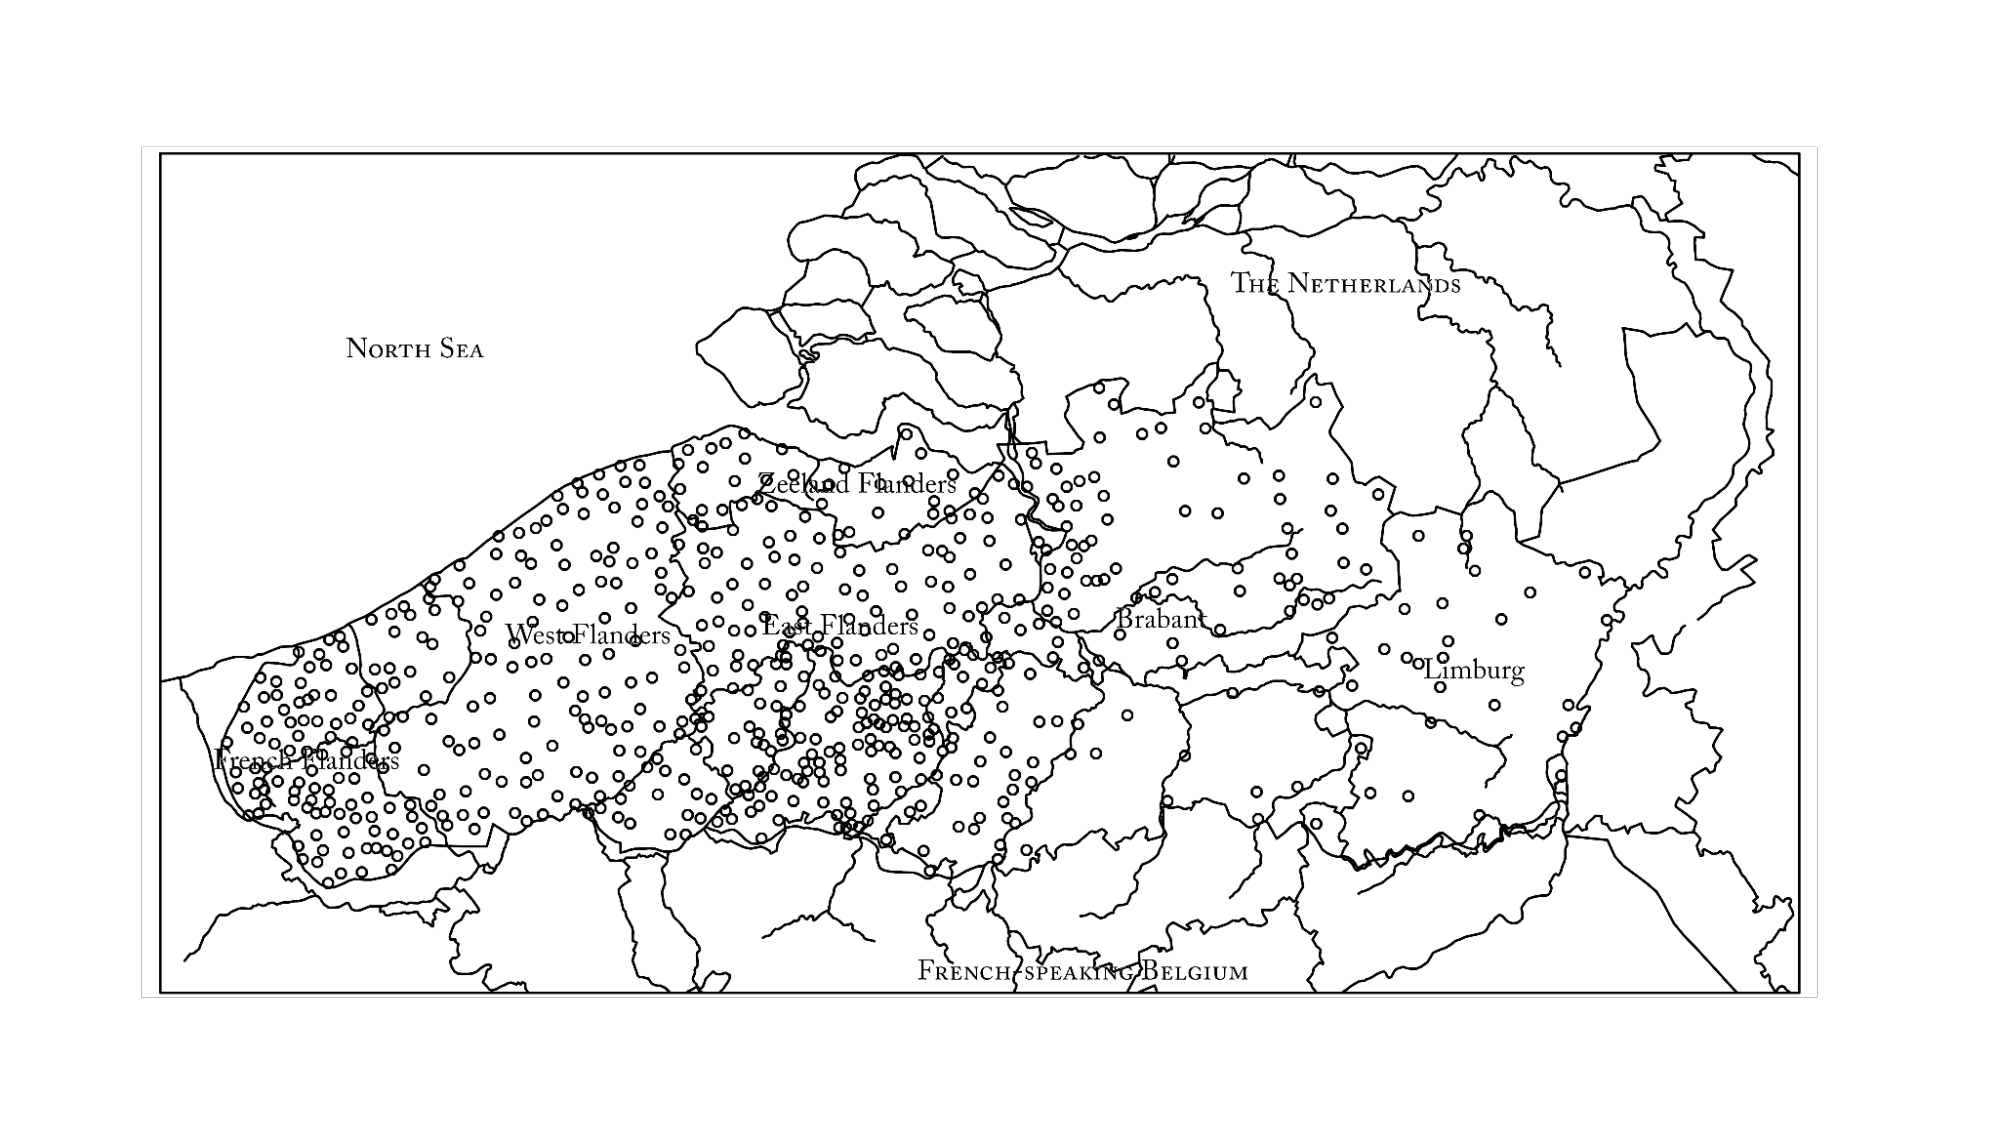 The Netherlands
North Sea
Zeeland Flanders
West Flanders
East Flanders
Brabant
Limburg
French Flanders
French-speaking Belgium